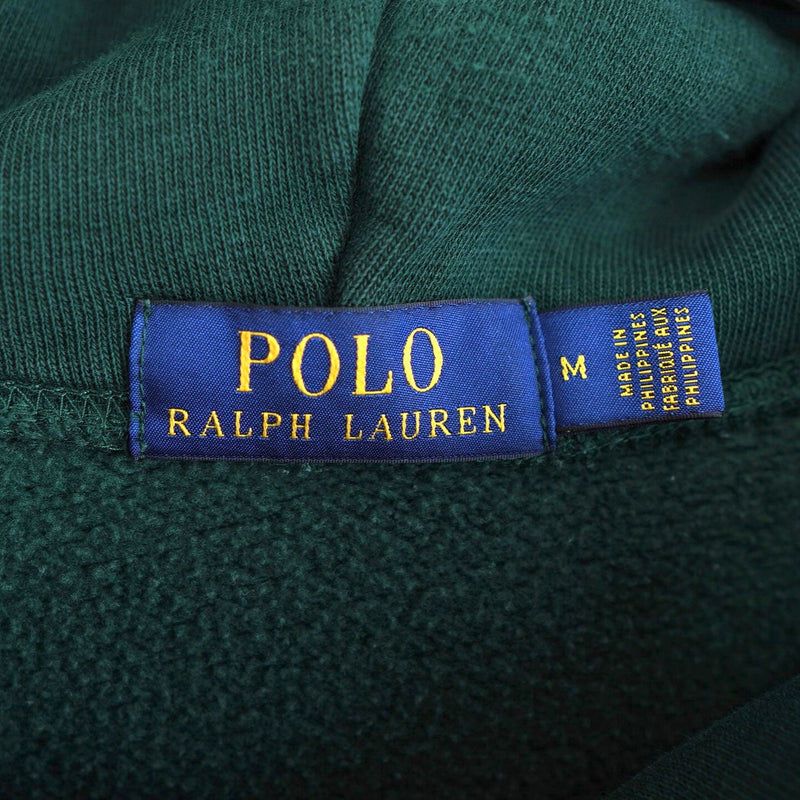 POLO
RALPH LAUREN
M
MADE IN
PHILIPPINES
FABRIQUÉ AUX
PHILIPPINES